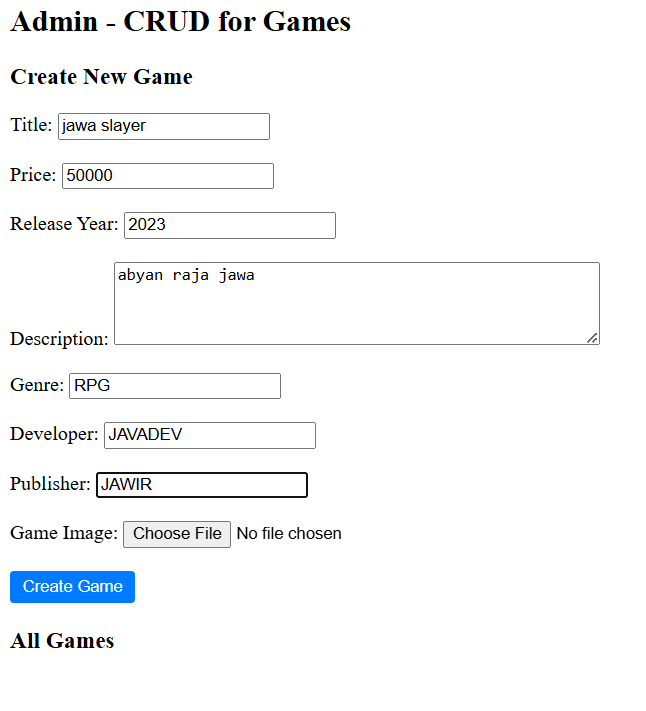 Admin - CRUD for Games
Create New Game
Title: jawa slayer
Price: 50000
Release Year: 2023
Description: abyan raja jawa
Genre: RPG
Developer: JAVADEV
Publisher: JAWIR
Game Image: Choose File No file chosen
Create Game
All Games